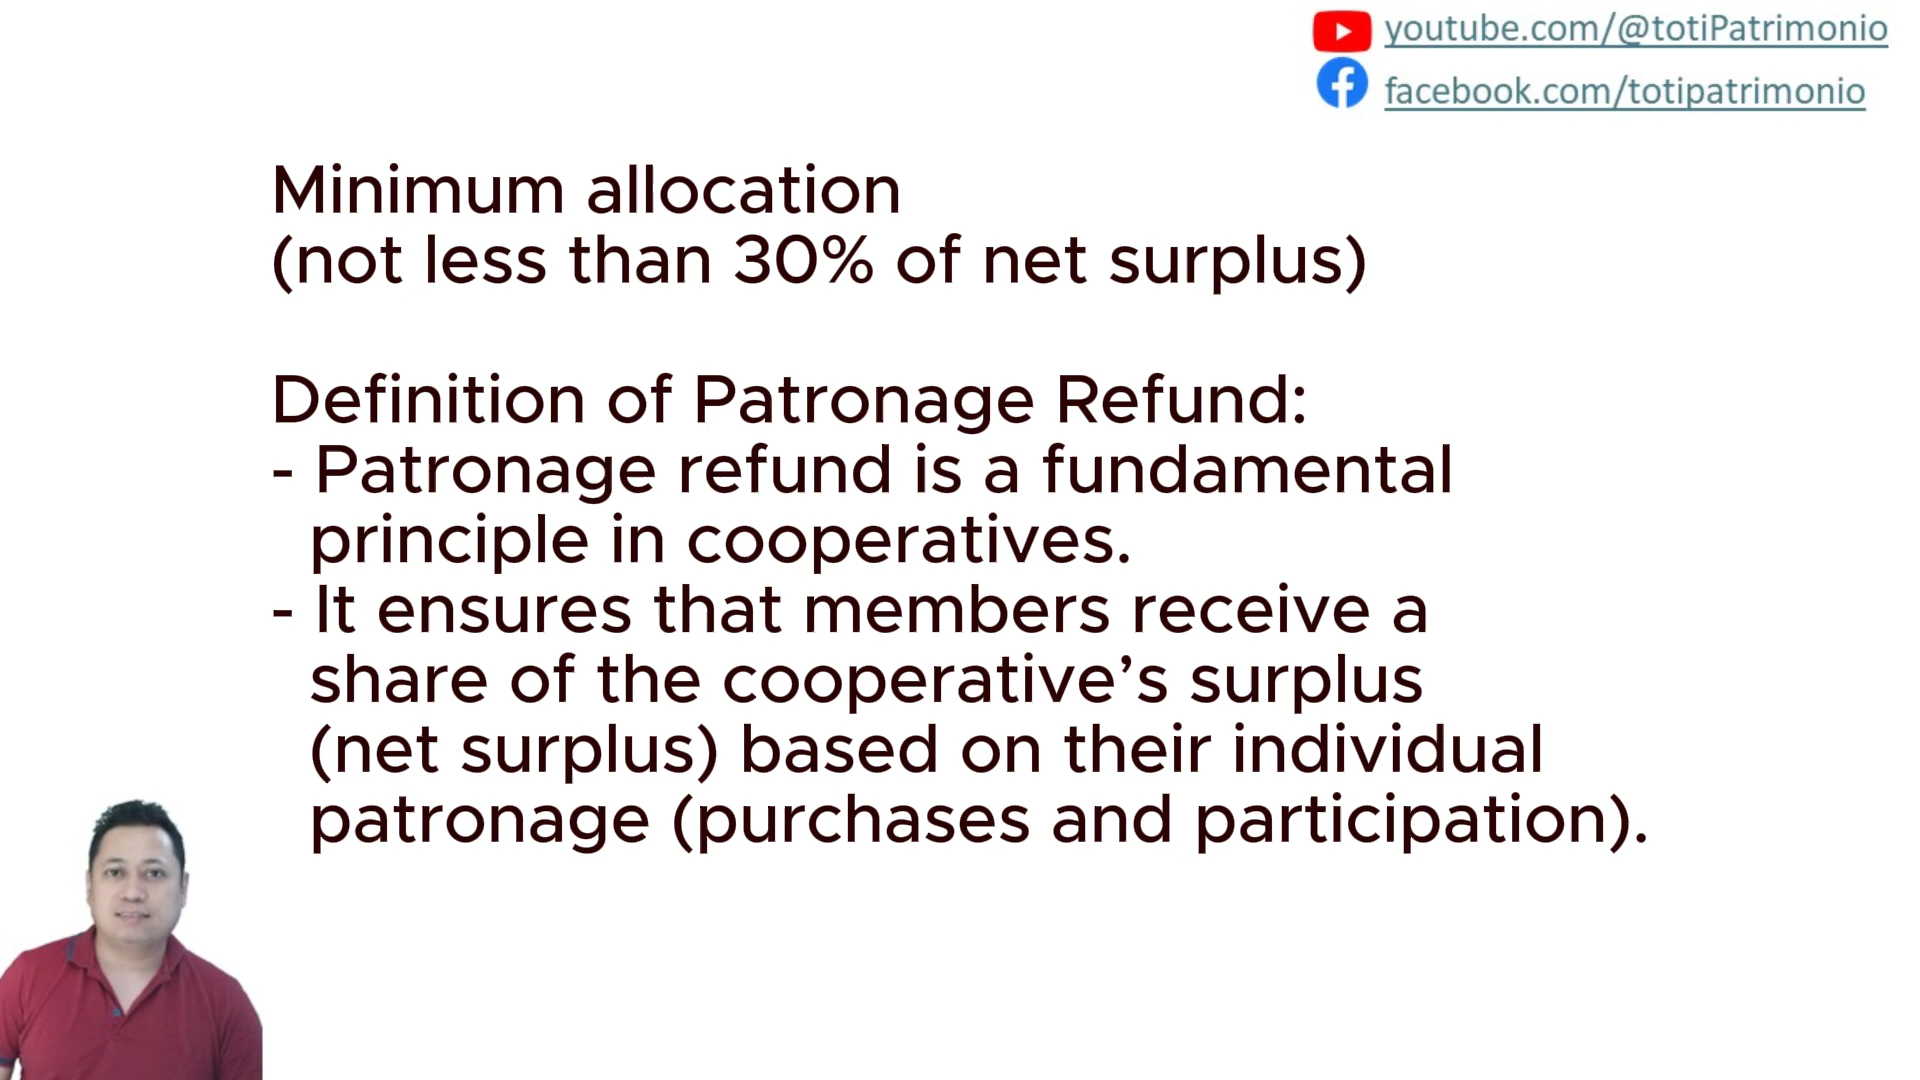 youtube.com/@totiPatrimonio
facebook.com/totipatrimonio
Minimum allocation
(not less than 30% of net surplus)
Definition of Patronage Refund:
- Patronage refund is a fundamental
principle in cooperatives.
- It ensures that members receive a
share of the cooperative’s surplus
(net surplus) based on their individual
patronage (purchases and participation).